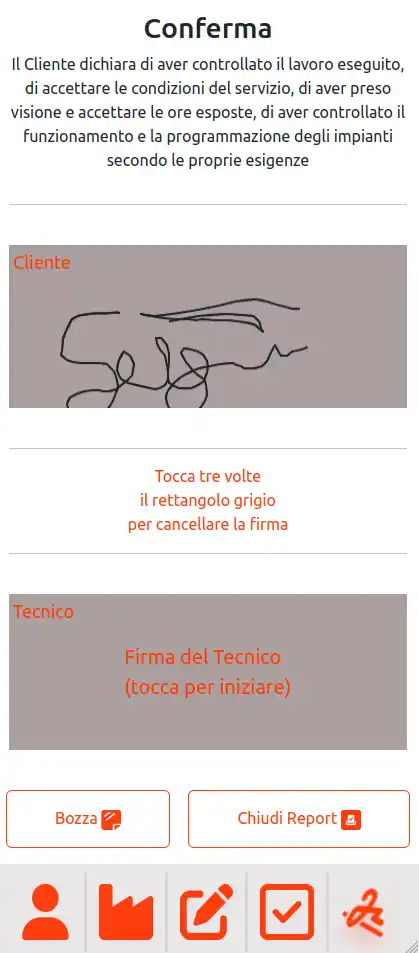 Conferma
Il Cliente dichiara di aver controllato il lavoro eseguito,
di accettare le condizioni del servizio, di aver preso
visione e accettare le ore esposte, di aver controllato il
funzionamento e la programmazione degli impianti
secondo le proprie esigenze
Cliente
Tocca tre volte
il rettangolo grigio
per cancellare la firma
Tecnico
Firma del Tecnico
(tocca per iniziare)
Bozza
Chiudi Report